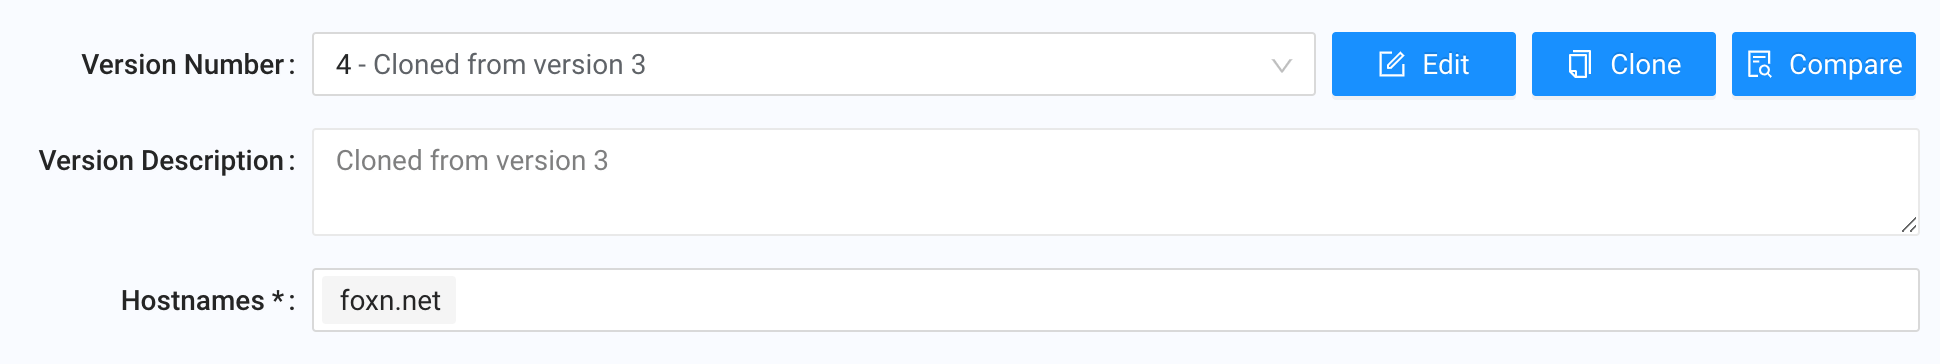 Version Number: 4 - Cloned from version 3 Edit Clone Compare
Version Description: Cloned from version 3
Hostnames *: foxn.net